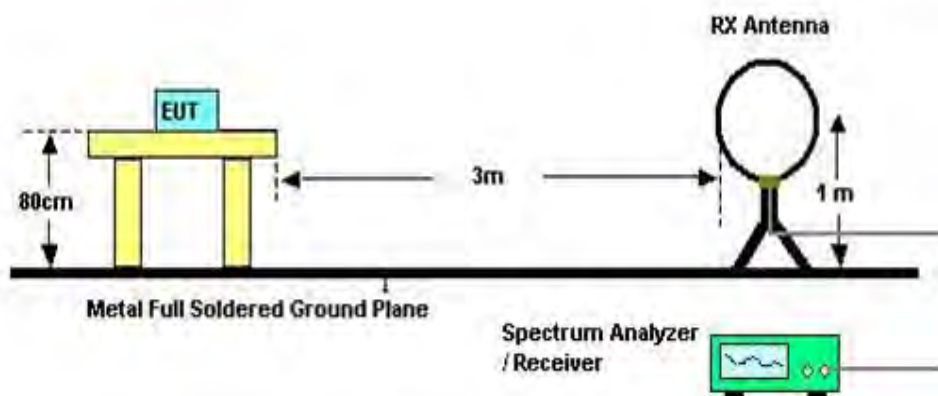 RX Antenna
EUT
80cm
3m
1 m
Metal Full Soldered Ground Plane
Spectrum Analyzer
/ Receiver